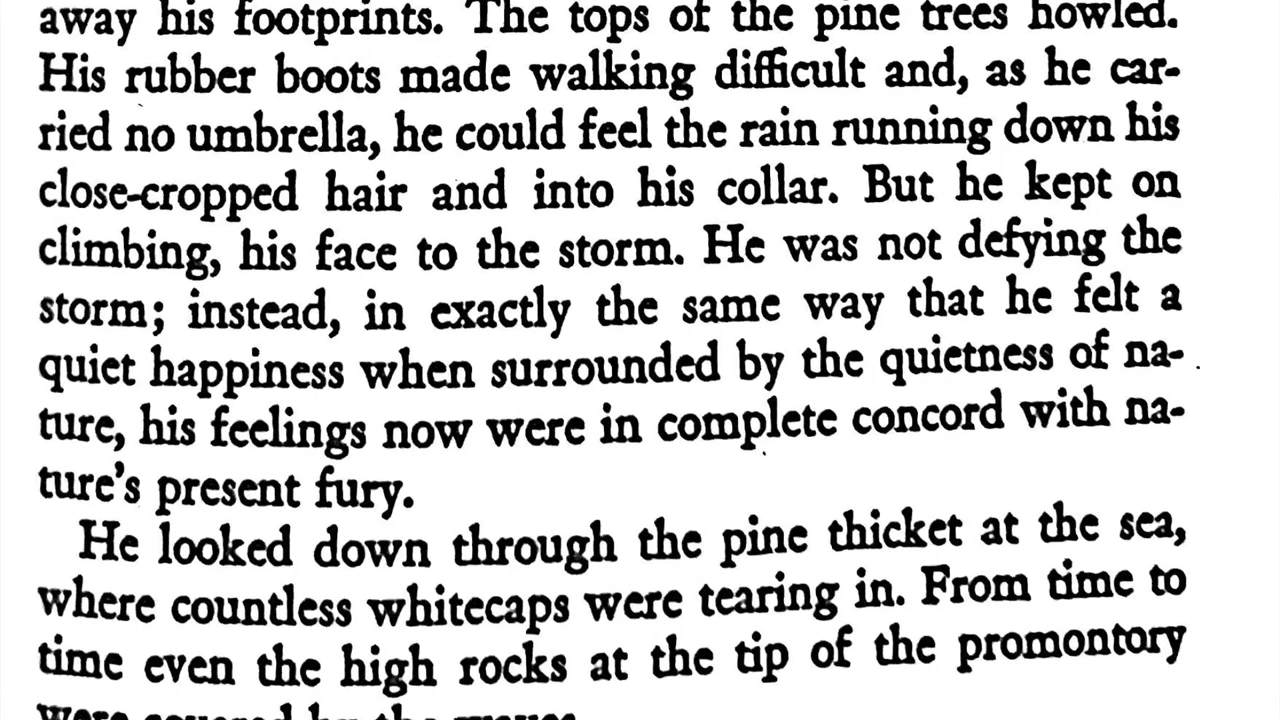 away his footprints. The tops of the pine trees howled.
His rubber boots made walking difficult and, as he car-
ried no umbrella, he could feel the rain running down his
close-cropped hair and into his collar. But he kept on
climbing, his face to the storm. He was not defying the
storm; instead, in exactly the same way that he felt a
quiet happiness when surrounded by the quietness of na-
ture, his feelings now were in complete concord with na-
ture's present fury.
He looked down through the pine thicket at the sea,
where countless whitecaps were tearing in. From time to
time even the high rocks at the tip of the promontory
were covered by the waves.